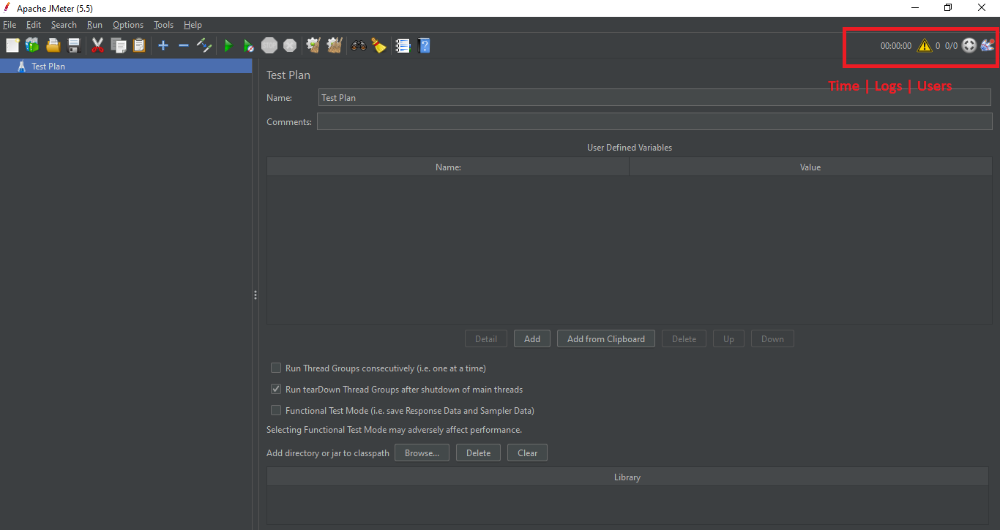 Apache JMeter (5.5)
File Edit Search Run Options Tools Help
STOP
00:00:00 0 0/0
Time | Logs | Users
Test Plan
Test Plan
Name: Test Plan
Comments:
User Defined Variables
Name: Value
Detail Add Add from Clipboard Delete Up Down
Run Thread Groups consecutively (i.e. one at a time)
Run tearDown Thread Groups after shutdown of main threads
Functional Test Mode (i.e. save Response Data and Sampler Data)
Selecting Functional Test Mode may adversely affect performance.
Add directory or jar to classpath Browse... Delete Clear
Library